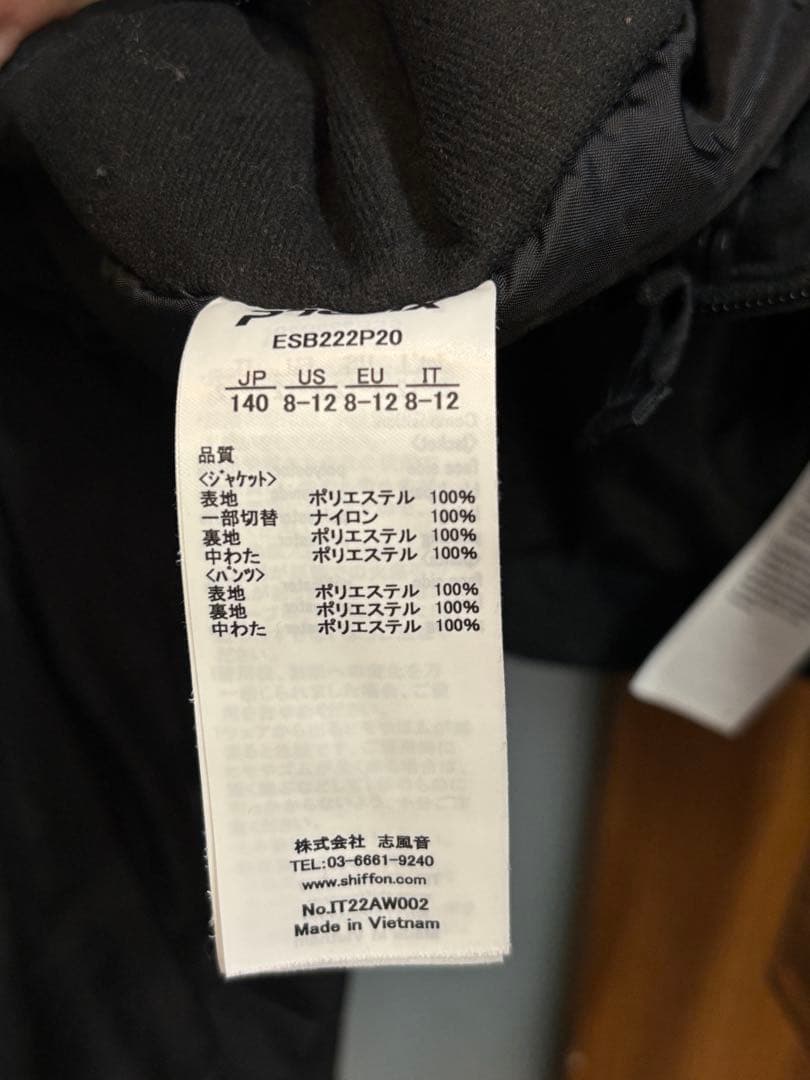 ESB222P20
JP US EU IT
140 8-12 8-12 8-12
品質
<ジャケット>
表地 ポリエステル 100%
一部切替 ナイロン 100%
裏地 ポリエステル 100%
中わた ポリエステル 100%
<パンツ>
表地 ポリエステル 100%
裏地 ポリエステル 100%
中わた ポリエステル 100%
株式会社 志風音
TEL:03-6661-9240
www.shiffon.com
No.IT22AW002
Made in Vietnam